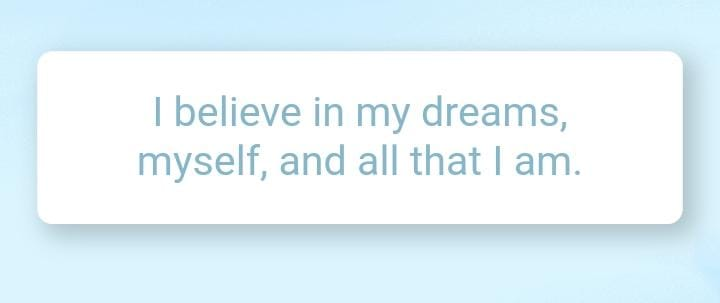 I believe in my dreams,
myself, and all that I am.